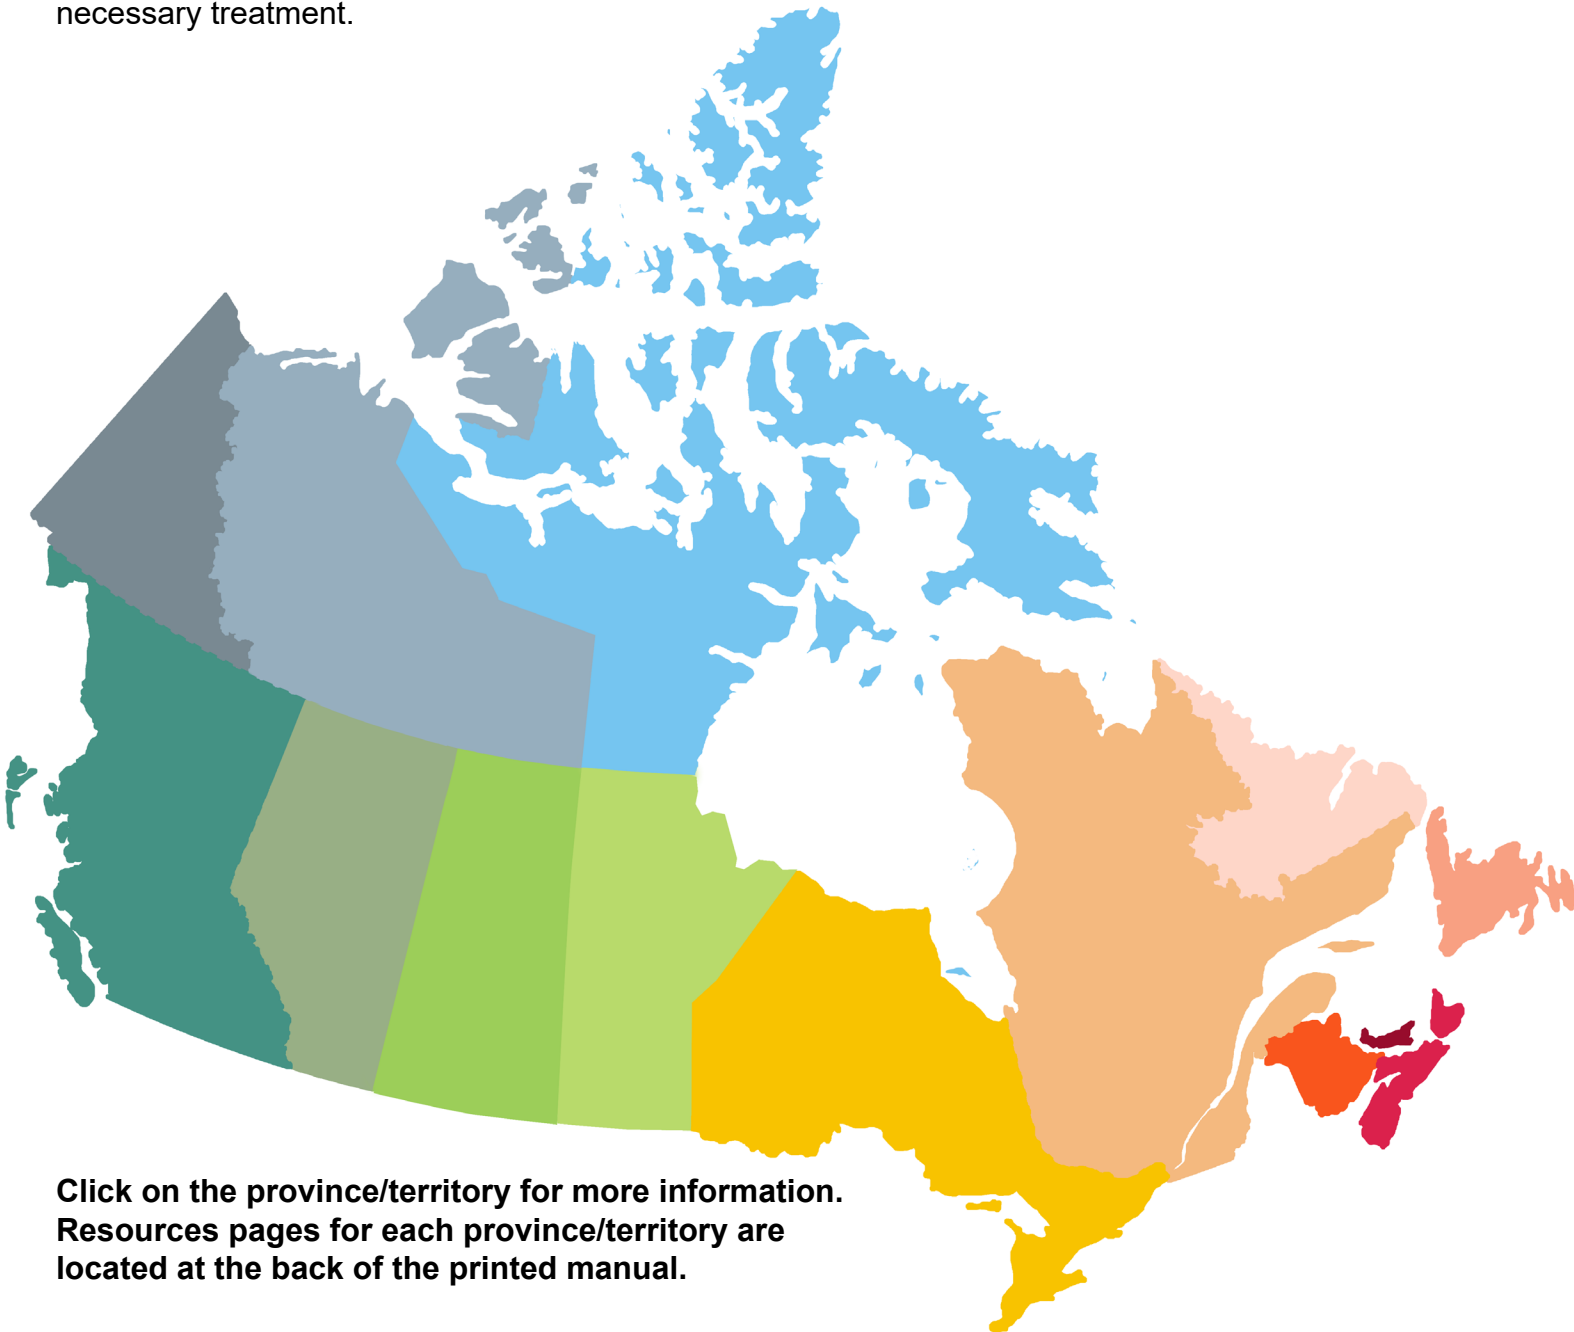 necessary treatment.
Click on the province/territory for more information.
Resources pages for each province/territory are
located at the back of the printed manual.